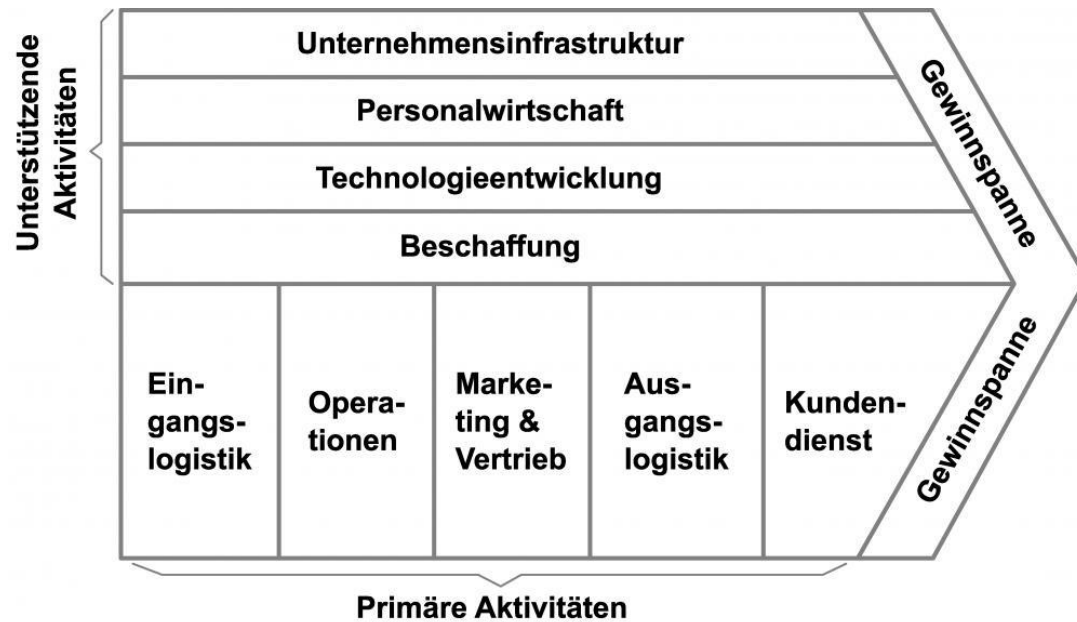 Unterstützende
Aktivitäten
Unternehmensinfrastruktur
Personalwirtschaft
Technologieentwicklung
Beschaffung
Gewinnspanne
Ein-
gangs-
logistik
Opera-
tionen
Marke-
ting &
Vertrieb
Aus-
gangs-
logistik
Kunden-
dienst
Gewinnspanne
Primäre Aktivitäten